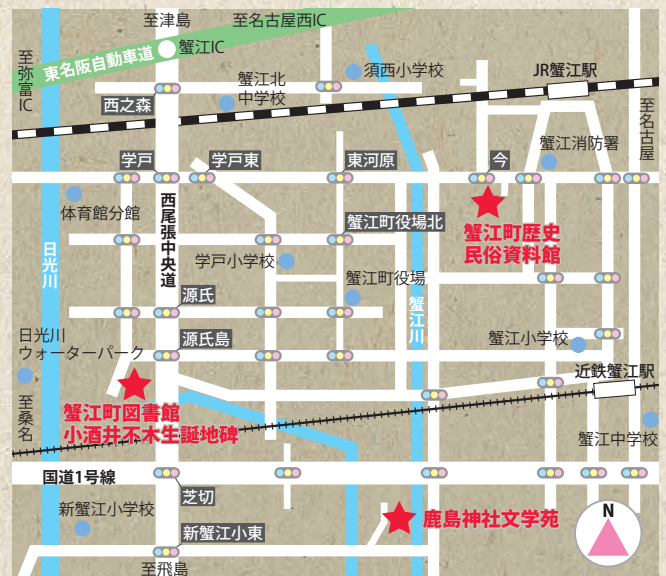 至津島
至名古屋西IC
東名阪自動車道
蟹江IC
至弥富IC
西之森
蟹江北
中学校
須西小学校
JR蟹江駅
至名古屋
蟹江消防署
学戸
学戸東
東河原
今
体育館分館
西尾張中央道
蟹江町役場北
蟹江町歴史
民俗資料館
日光川
学戸小学校
蟹江町役場
源氏
蟹江川
日光川
ウォーターパーク
源氏島
蟹江小学校
近鉄蟹江駅
至桑名
蟹江町図書館
小酒井不木生誕地碑
蟹江中学校
国道1号線
芝切
新蟹江小学校
鹿島神社文学苑
N
新蟹江小東
至飛島